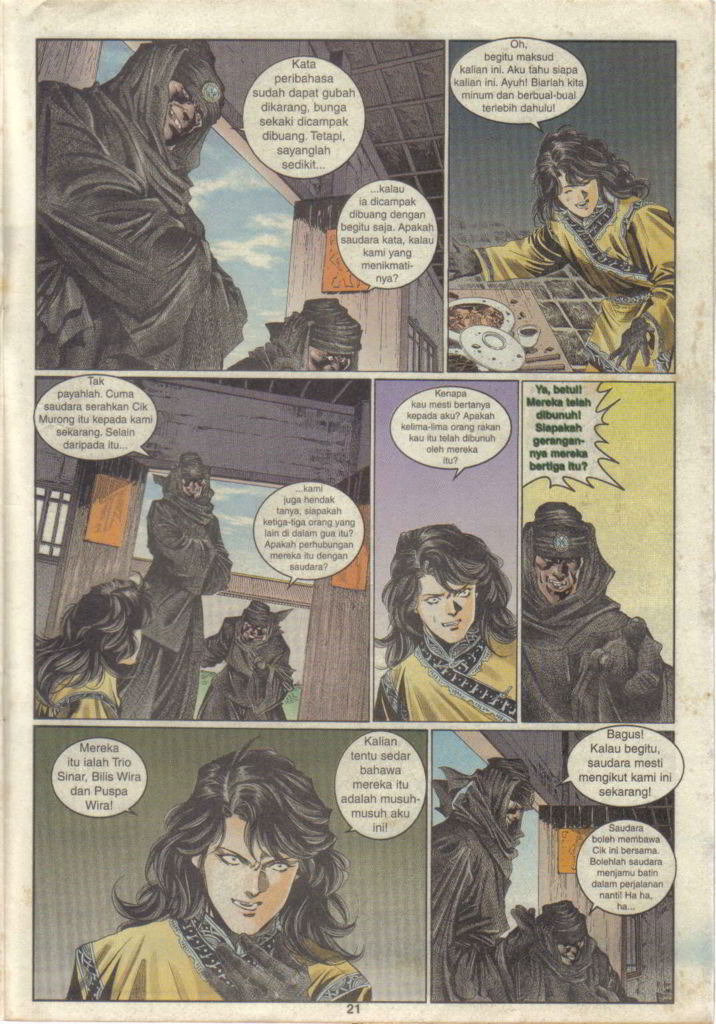 Kata
peribahasa
sudah dapat gubah
dikarang, bunga
sekaki dicampak
dibuang. Tetapi,
sayanglah
sedikit...
...kalau
ia dicampak
dibuang dengan
begitu saja. Apakah
saudara kata, kalau
kami yang
menikmati-
nya?
Oh,
begitu maksud
kalian ini. Aku tahu siapa
kalian ini. Ayuh! Biarlah kita
minum dan berbual-bual
terlebih dahulu!
Tak
payahlah. Cuma
saudara serahkan Cik
Murong itu kepada kami
sekarang. Selain
daripada itu...
...kami
juga hendak
tanya, siapakah
ketiga-tiga orang yang
lain di dalam gua itu?
Apakah perhubungan
mereka itu dengan
saudara?
Kenapa
kau mesti bertanya
kepada aku? Apakah
kelima-lima orang rakan
kau itu telah dibunuh
oleh mereka
itu?
Ya, betul!
Mereka telah
dibunuh!
Siapakah
gerangan-
nya mereka
bertiga itu?
Mereka
itu ialah Trio
Sinar, Bilis Wira
dan Puspa
Wira!
Kalian
tentu sedar
bahawa
mereka itu
adalah musuh-
musuh aku
ini!
Bagus!
Kalau begitu,
saudara mesti
mengikut kami ini
sekarang!
Saudara
boleh membawa
Cik ini bersama.
Bolehlah saudara
menjamu batin
dalam perjalanan
nanti! Ha ha,
ha...
21